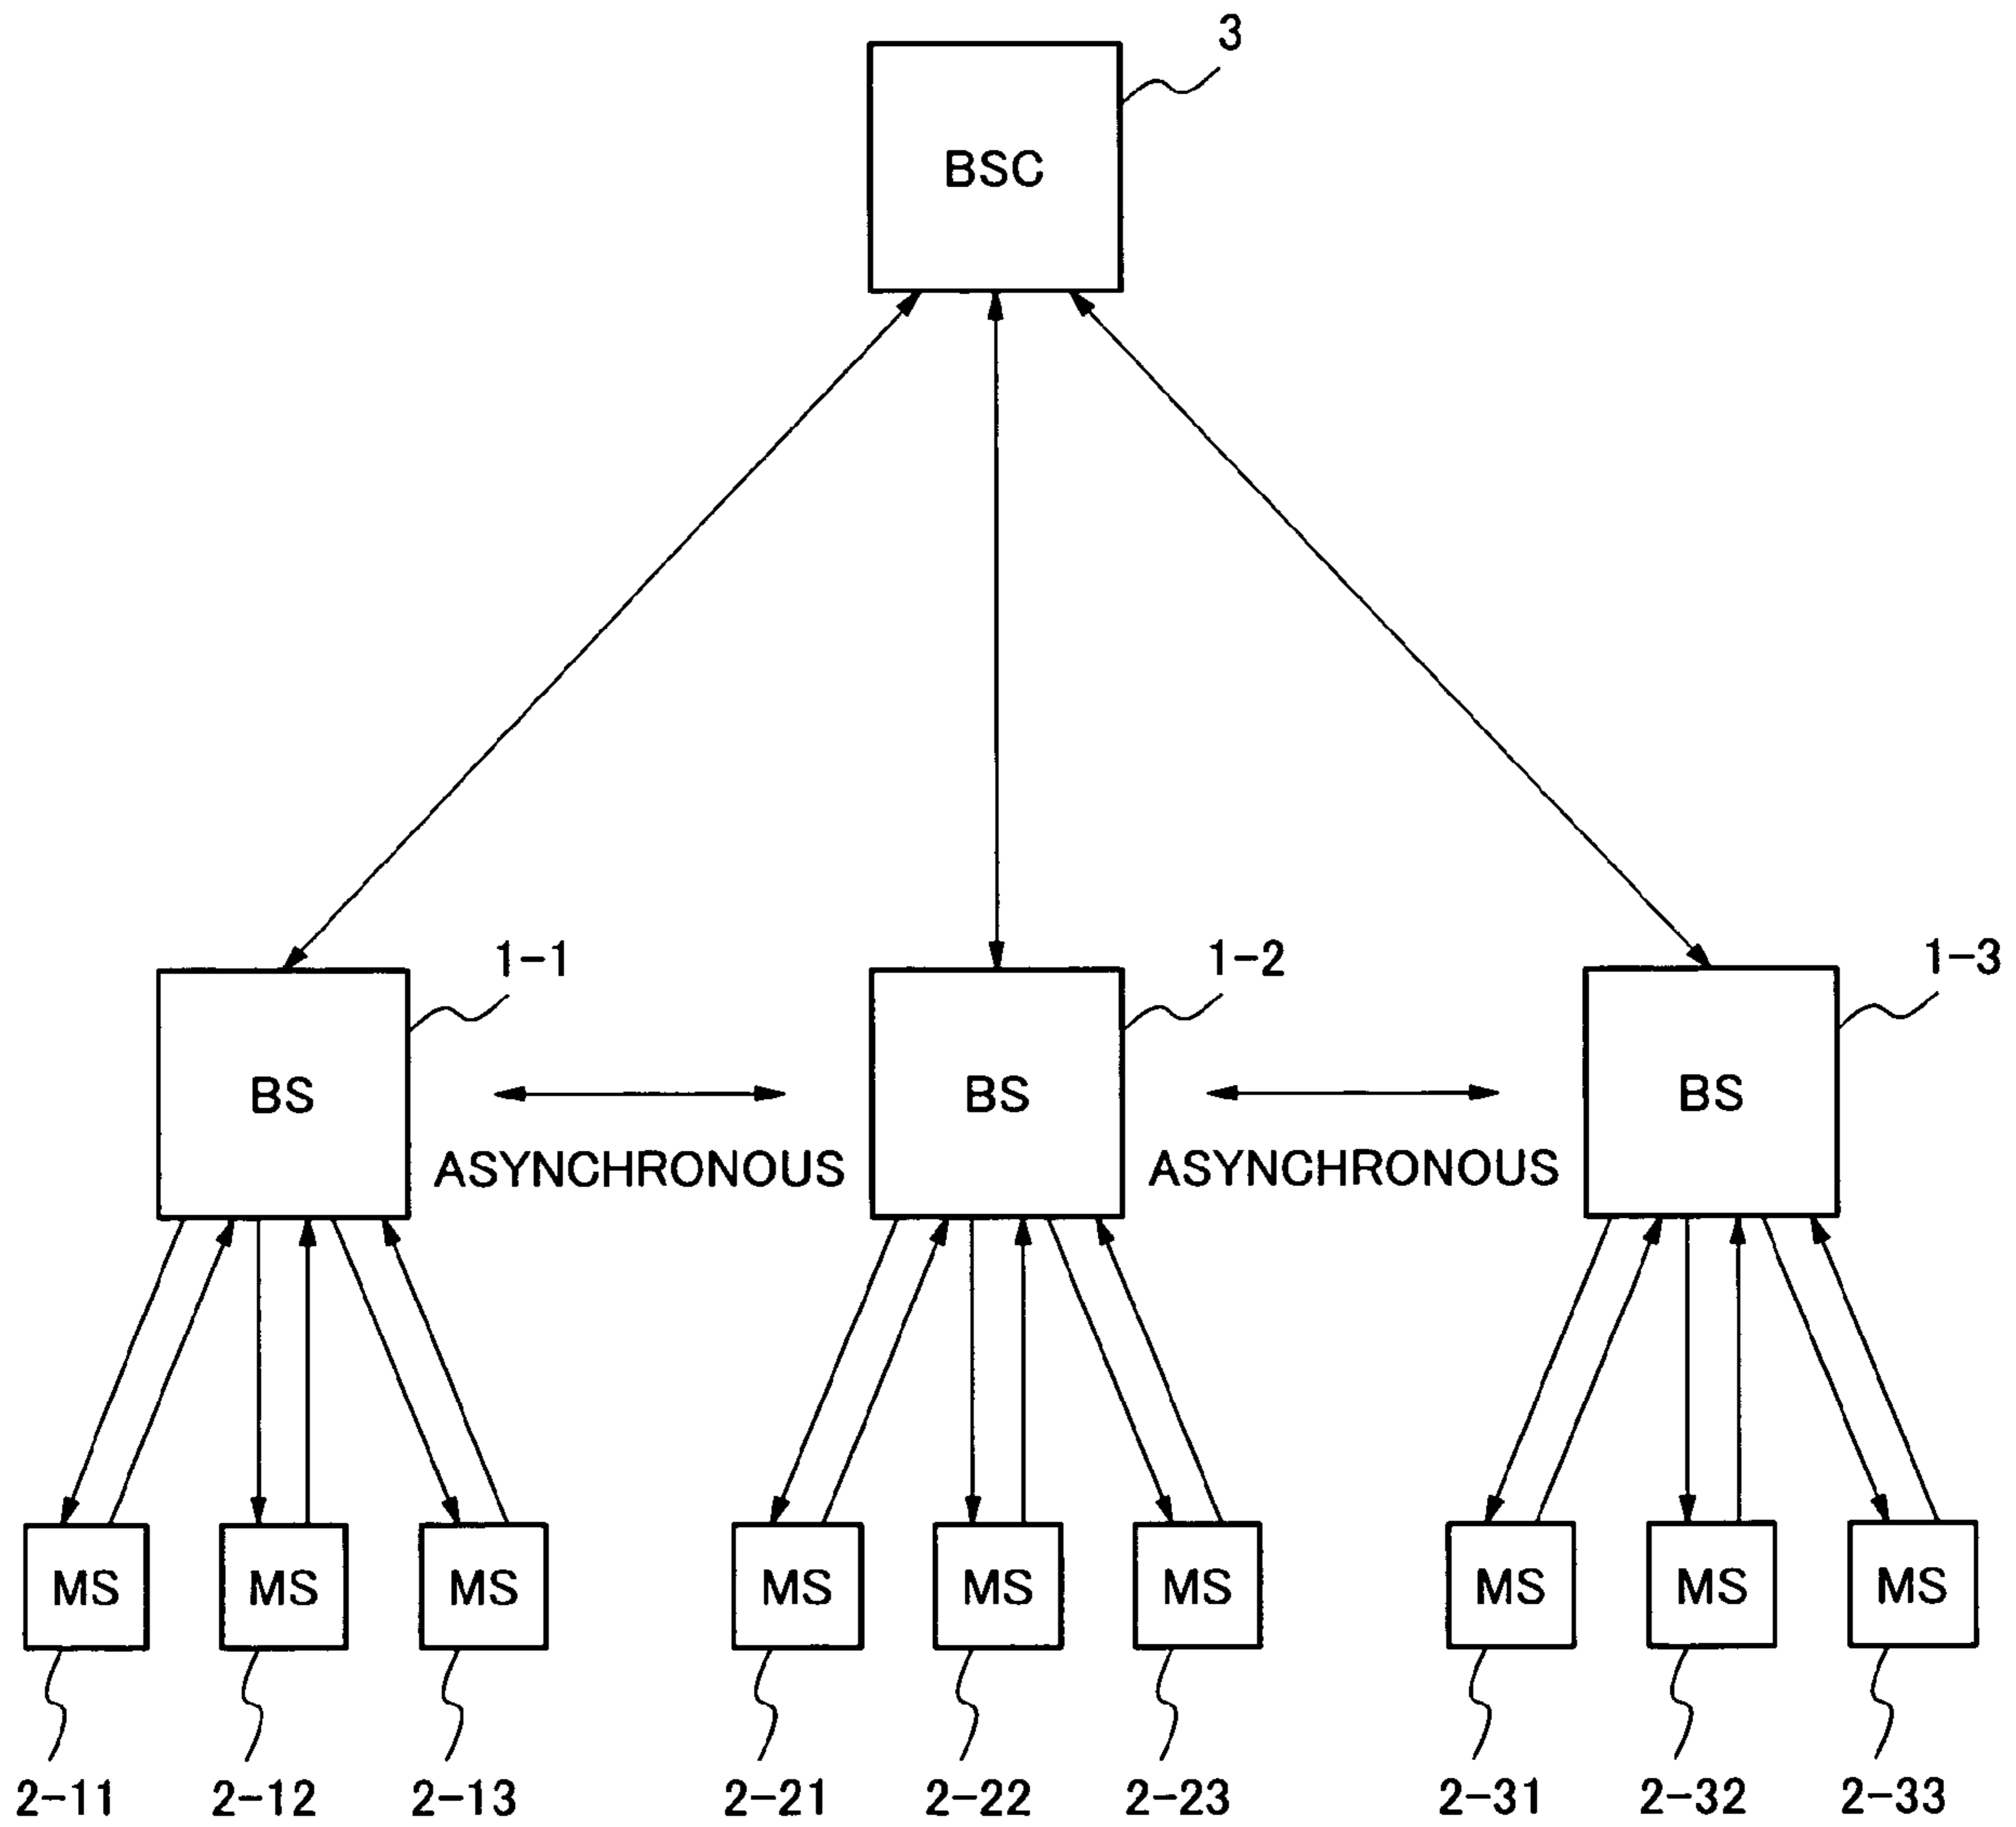 3
BSC
1-1
1-2
1-3
BS
BS
BS
ASYNCHRONOUS
ASYNCHRONOUS
MS
MS
MS
MS
MS
MS
MS
MS
MS
2-11
2-12
2-13
2-21
2-22
2-23
2-31
2-32
2-33